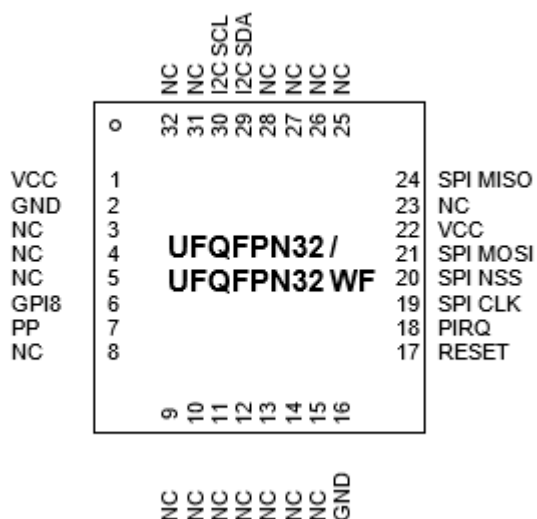 NC NC I2C SCL I2C SDA NC NC NC NC
32 31 30 29 28 27 26 25
VCC 1
GND 2
NC 3
NC 4
NC 5
GPI8 6
PP 7
NC 8
UFQFPN32 /
UFQFPN32 WF
24 SPI MISO
23 NC
22 VCC
21 SPI MOSI
20 SPI NSS
19 SPI CLK
18 PIRQ
17 RESET
9 10 11 12 13 14 15 16
NC NC NC NC NC NC NC GND